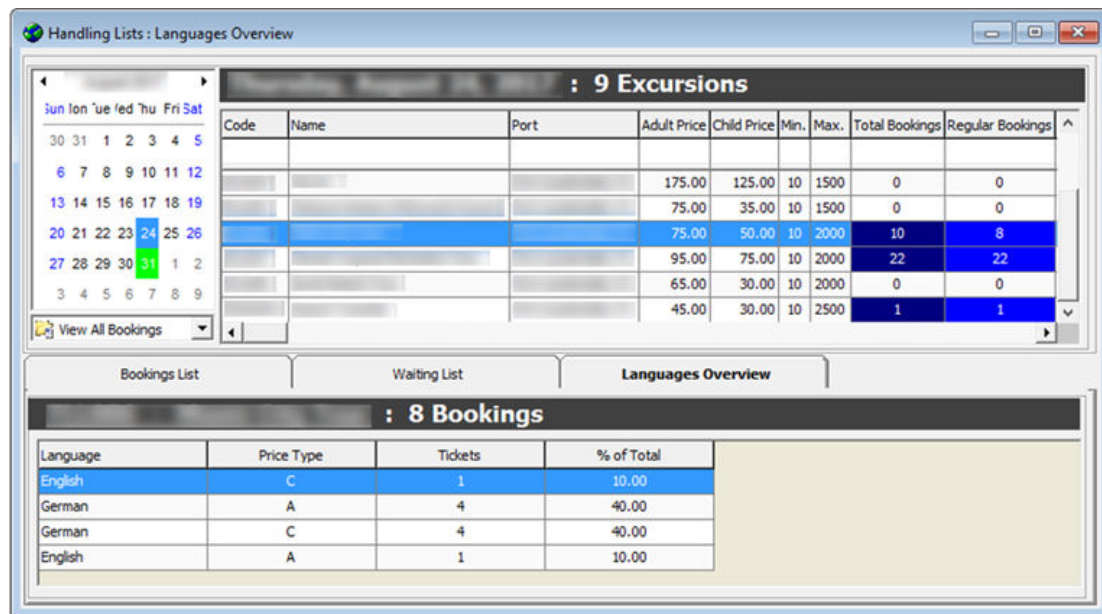 Handling Lists : Languages Overview
: 9 Excursions
Fri Sat
30 31 1 2 3 4 5
6 7 8 9 10 11 12
13 14 15 16 17 18 19
20 21 22 23 24 25 26
27 28 29 30 31 1 2
3 4 5 6 7 8 9
View All Bookings
Code Name Port Adult Price Child Price Min. Max. Total Bookings Regular Bookings
175.00 125.00 10 1500 0 0
75.00 35.00 10 1500 0 0
75.00 50.00 10 2000 10 8
95.00 75.00 10 2000 22 22
65.00 30.00 10 2000 0 0
45.00 30.00 10 2500 1 1
Bookings List Waiting List Languages Overview
: 8 Bookings
Language Price Type Tickets % of Total
English C 1 10.00
German A 4 40.00
German C 4 40.00
English A 1 10.00